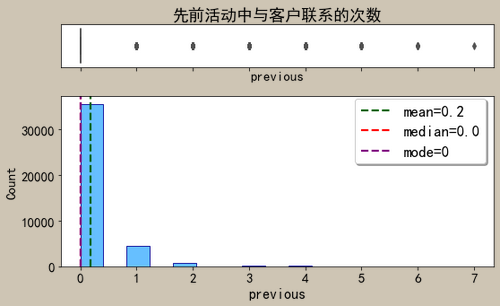 先前活动中与客户联系的次数
previous
mean=0.2
median=0.0
mode=0
Count
30000
20000
10000
0
0 1 2 3 4 5 6 7
previous